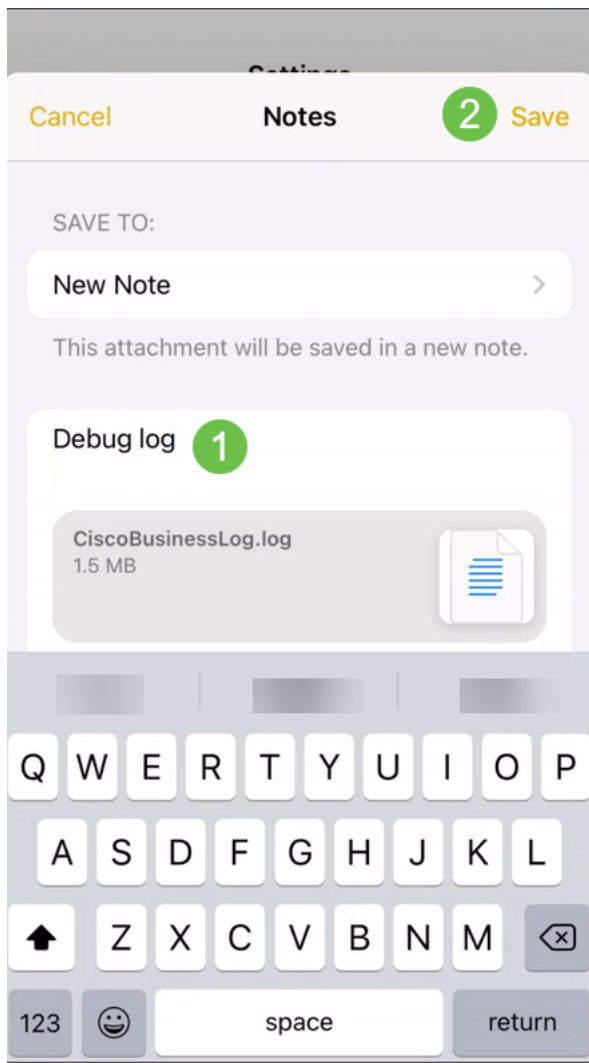 Settings
Cancel Notes 2 Save
SAVE TO:
New Note
This attachment will be saved in a new note.
Debug log 1
CiscoBusinessLog.log
1.5 MB
Q W E R T Y U I O P
A S D F G H J K L
Z X C V B N M
123 space return